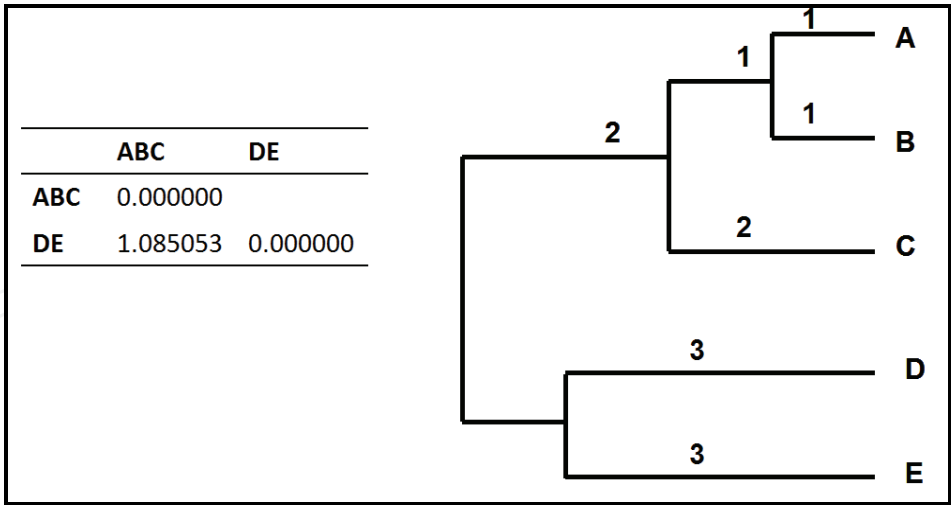 ABC DE
ABC 0.000000
DE 1.085053 0.000000
1 A
1
1 B
2
2 C
3 D
3 E